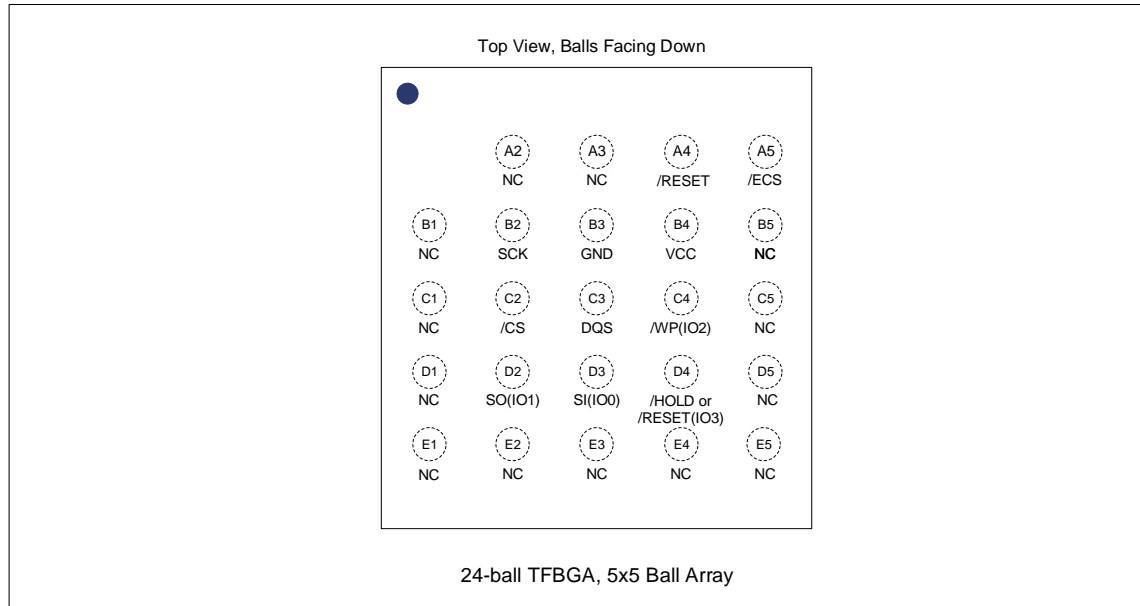 Top View, Balls Facing Down
A2 A3 A4 A5
NC NC /RESET /ECS
B1 B2 B3 B4 B5
NC SCK GND VCC NC
C1 C2 C3 C4 C5
NC /CS DQS /WP(IO2) NC
D1 D2 D3 D4 D5
NC SO(IO1) SI(IO0) /HOLD or NC
/RESET(IO3)
E1 E2 E3 E4 E5
NC NC NC NC NC
24-ball TFBGA, 5x5 Ball Array